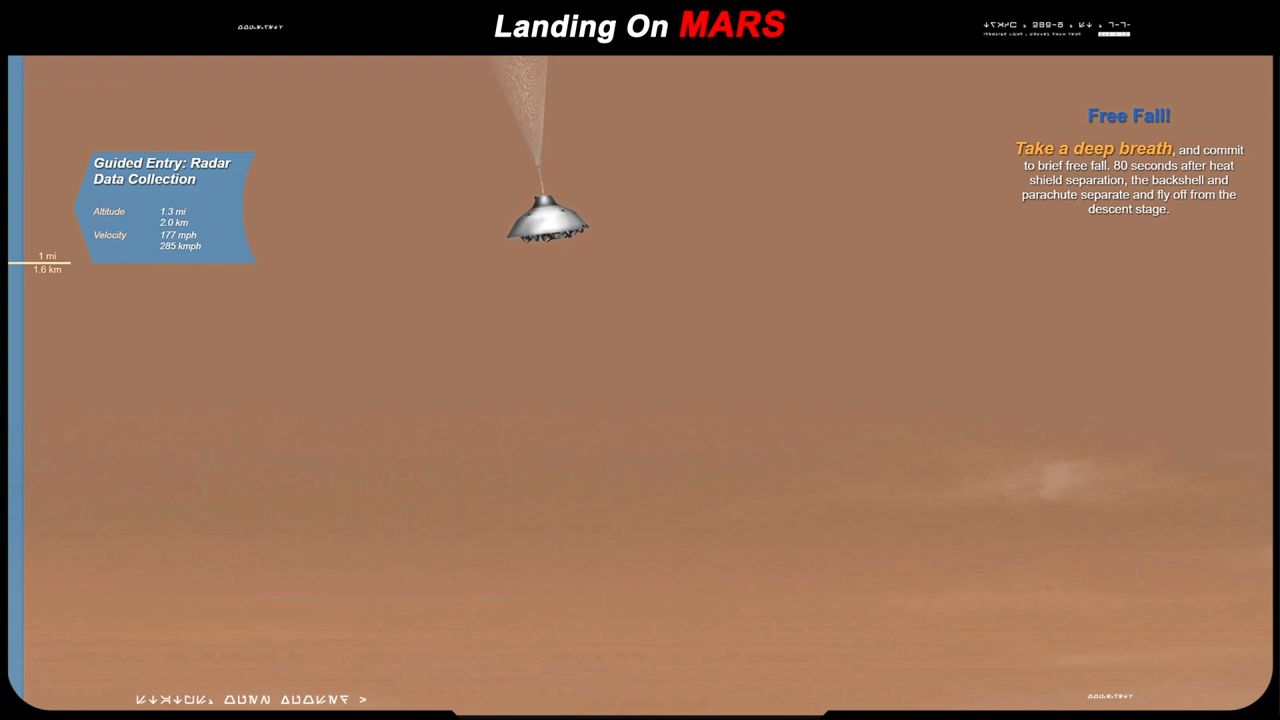 Landing On MARS
Free Fall!
Take a deep breath, and commit
to brief free fall. 80 seconds after heat
shield separation, the backshell and
parachute separate and fly off from the
descent stage.
Guided Entry: Radar
Data Collection
Altitude 1.3 mi
2.0 km
Velocity 177 mph
285 kmph
1 mi
1.6 km